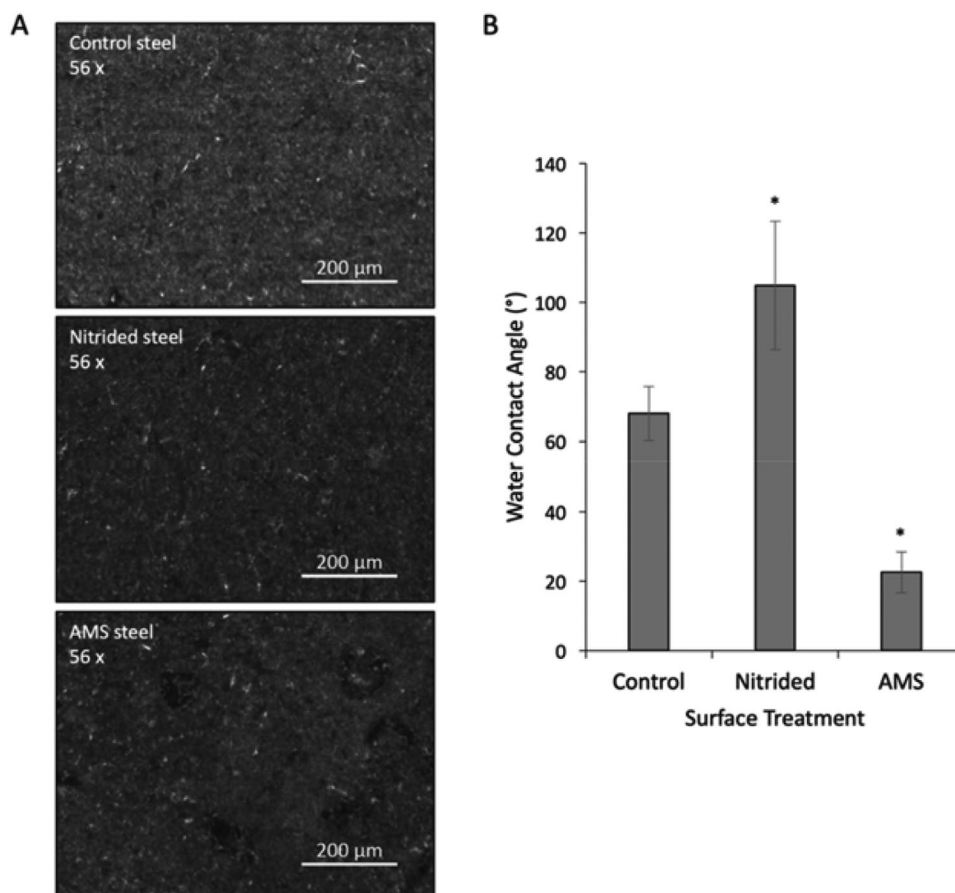 A
Control steel
56 x
200 μm
Nitrided steel
56 x
200 μm
AMS steel
56 x
200 μm
B
Water Contact Angle (°)
140
120
100
80
60
40
20
0
*
*
Control
Nitrided
AMS
Surface Treatment